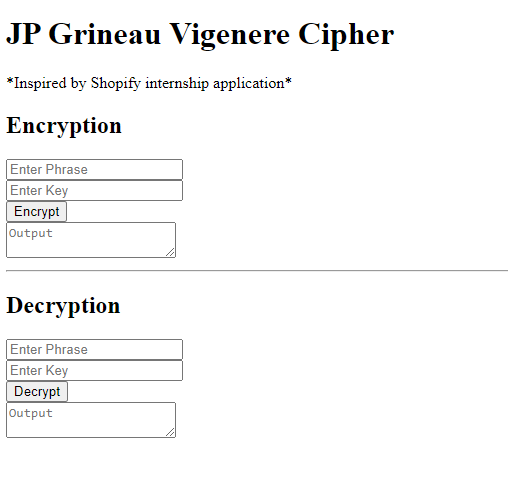 JP Grineau Vigenere Cipher
*Inspired by Shopify internship application*
Encryption
Enter Phrase
Enter Key
Encrypt
Output
Decryption
Enter Phrase
Enter Key
Decrypt
Output